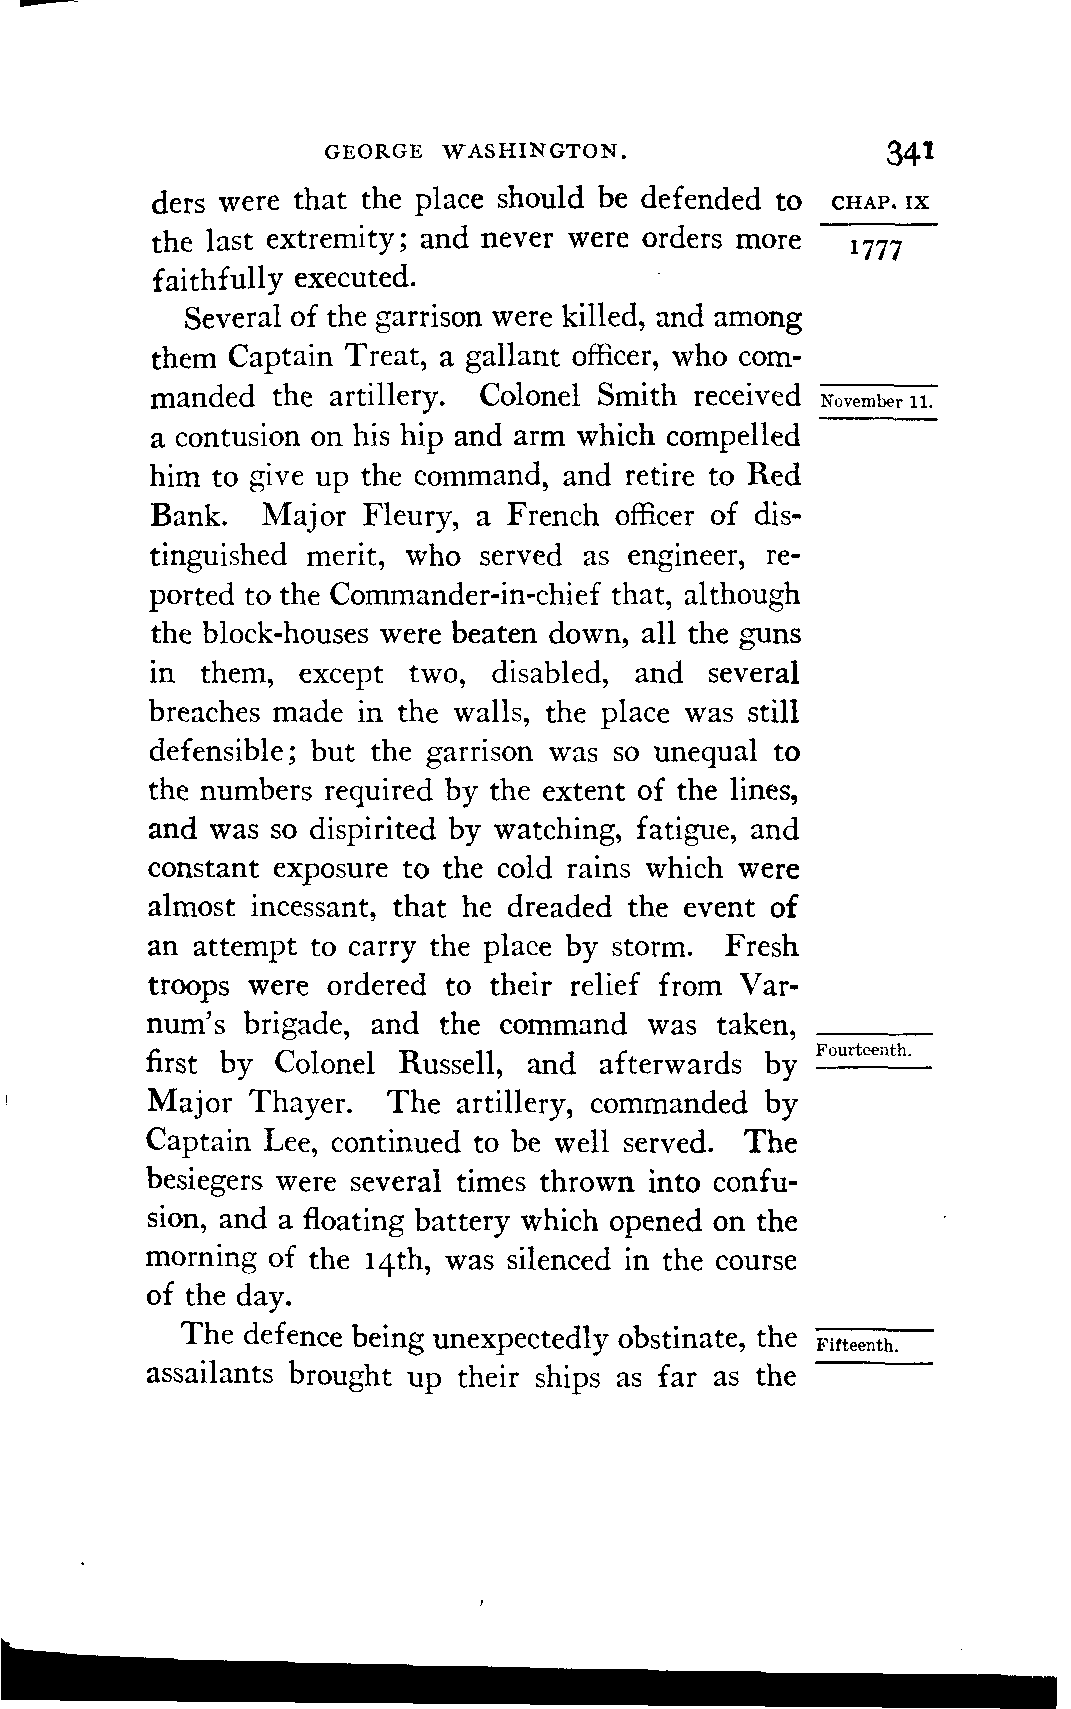 GEORGE WASHINGTON. 341
ders were that the place should be defended to CHAP. IX
the last extremity; and never were orders more 1777
faithfully executed.
Several of the garrison were killed, and among
them Captain Treat, a gallant officer, who com-
manded the artillery. Colonel Smith received November 11.
a contusion on his hip and arm which compelled
him to give up the command, and retire to Red
Bank. Major Fleury, a French officer of dis-
tinguished merit, who served as engineer, re-
ported to the Commander-in-chief that, although
the block-houses were beaten down, all the guns
in them, except two, disabled, and several
breaches made in the walls, the place was still
defensible; but the garrison was so unequal to
the numbers required by the extent of the lines,
and was so dispirited by watching, fatigue, and
constant exposure to the cold rains which were
almost incessant, that he dreaded the event of
an attempt to carry the place by storm. Fresh
troops were ordered to their relief from Var-
num's brigade, and the command was taken,
first by Colonel Russell, and afterwards by Fourteenth.
Major Thayer. The artillery, commanded by
Captain Lee, continued to be well served. The
besiegers were several times thrown into confu-
sion, and a floating battery which opened on the
morning of the 14th, was silenced in the course
of the day.
The defence being unexpectedly obstinate, the Fifteenth.
assailants brought up their ships as far as the